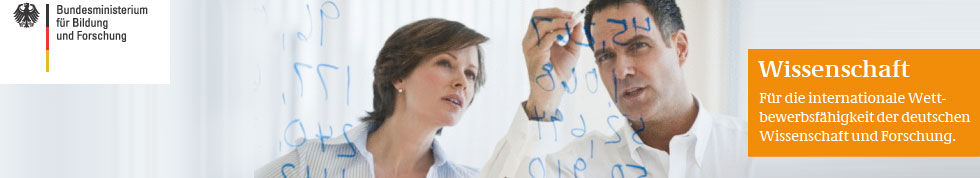 Bundesministerium
für Bildung
und Forschung
Wissenschaft
Für die internationale Wett-
bewerbsfähigkeit der deutschen
Wissenschaft und Forschung.